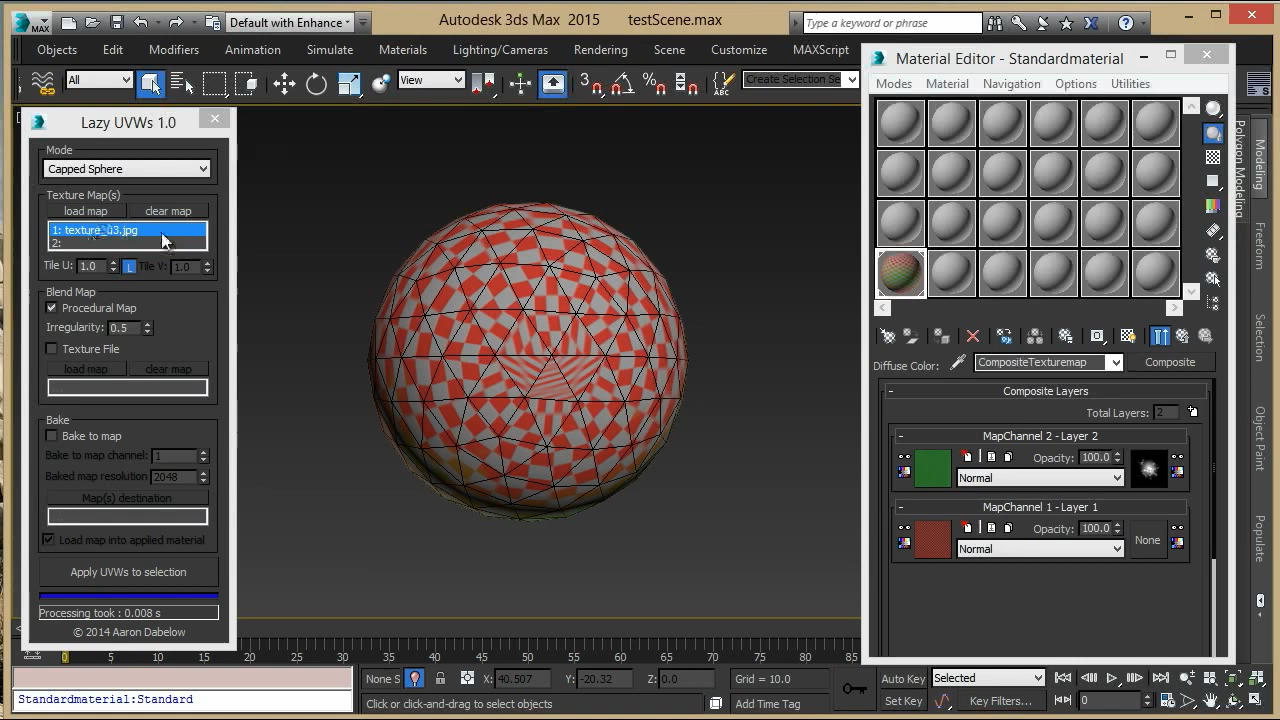 MAX
Default with Enhance
Autodesk 3ds Max 2015 testScene.max
Type a keyword or phrase
Objects Edit Modifiers Animation Simulate Materials Lighting/Cameras Rendering Scene Customize MAXScript
All
View
3
ABC
Create Selection Se
Lazy UVWs 1.0
Mode
Capped Sphere
Texture Map(s)
load map clear map
2:
Tile U: 1.0 L Tile V: 1.0
Blend Map
Procedural Map
Irregularity: 0.5
Texture File
load map clear map
Bake
Bake to map
Bake to map channel: 1
Baked map resolution 2048
Map(s) destination
Load map into applied material
Apply UVWs to selection
Processing took : 0.008 s
© 2014 Aaron Dabelow
Material Editor - Standardmaterial
Modes Material Navigation Options Utilities
Diffuse Color: CompositeTexturemap Composite
Composite Layers
Total Layers: 2
MapChannel 2 - Layer 2
Opacity: 100.0
Normal
MapChannel 1 - Layer 1
Opacity: 100.0
Normal
None
Polygon Modeling
Modeling
Freeform
Selection
Object Paint
Populate
0 5 10 15 20 25 30 35 40 45 50 55 60 65 70 75 80 85
None S X: 40.507 Y: -20.32 Z: 0.0 Grid = 10.0 Auto Key Selected
Standardmaterial:Standard
Click or click-and-drag to select objects Add Time Tag Set Key Key Filters... 0